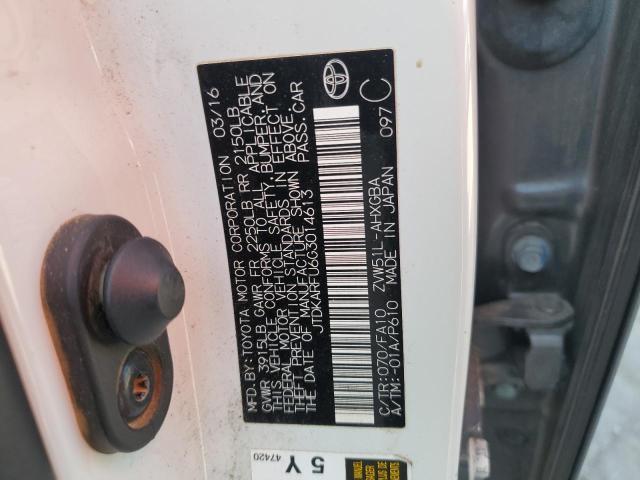 MFD.BY:TOYOTA MOTOR CORPORATION 03/16
GVWR 3915LB GAWR FR 2250LB RR 2150LB
THIS VEHICLE CONFORMS TO ALL APPLICABLE
FEDERAL MOTOR VEHICLE SAFETY, BUMPER, AND
THEFT PREVENTION STANDARDS IN EFFECT ON
THE DATE OF MANUFACTURE SHOWN ABOVE.
JTDKARFU6G3014613 PASS.CAR
C/TR:070/FA10 ZVW51L-AHXGBA
A/TM:-01A/P610 MADE IN JAPAN 097 C
5 Y
47420